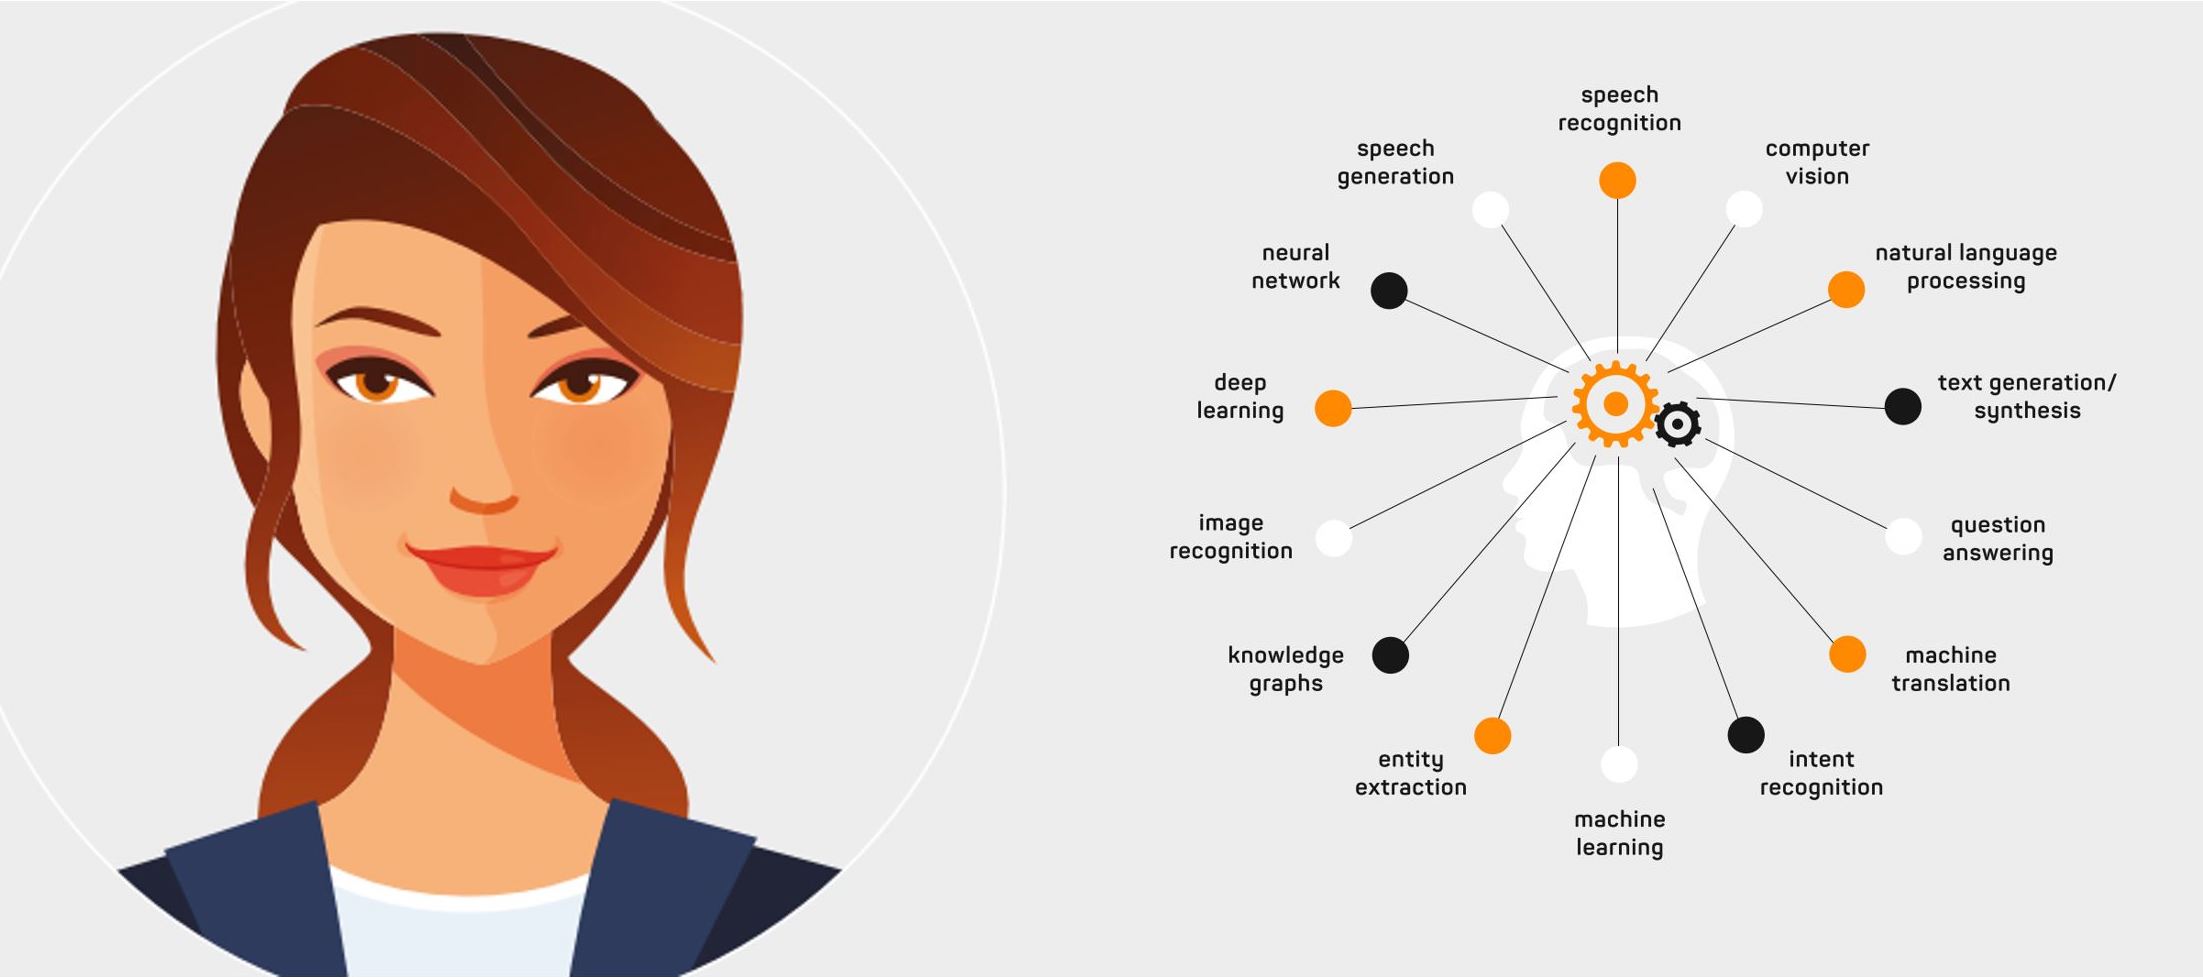 speech
recognition
computer
vision
natural language
processing
text generation/
synthesis
question
answering
machine
translation
intent
recognition
machine
learning
entity
extraction
knowledge
graphs
image
recognition
deep
learning
neural
network
speech
generation